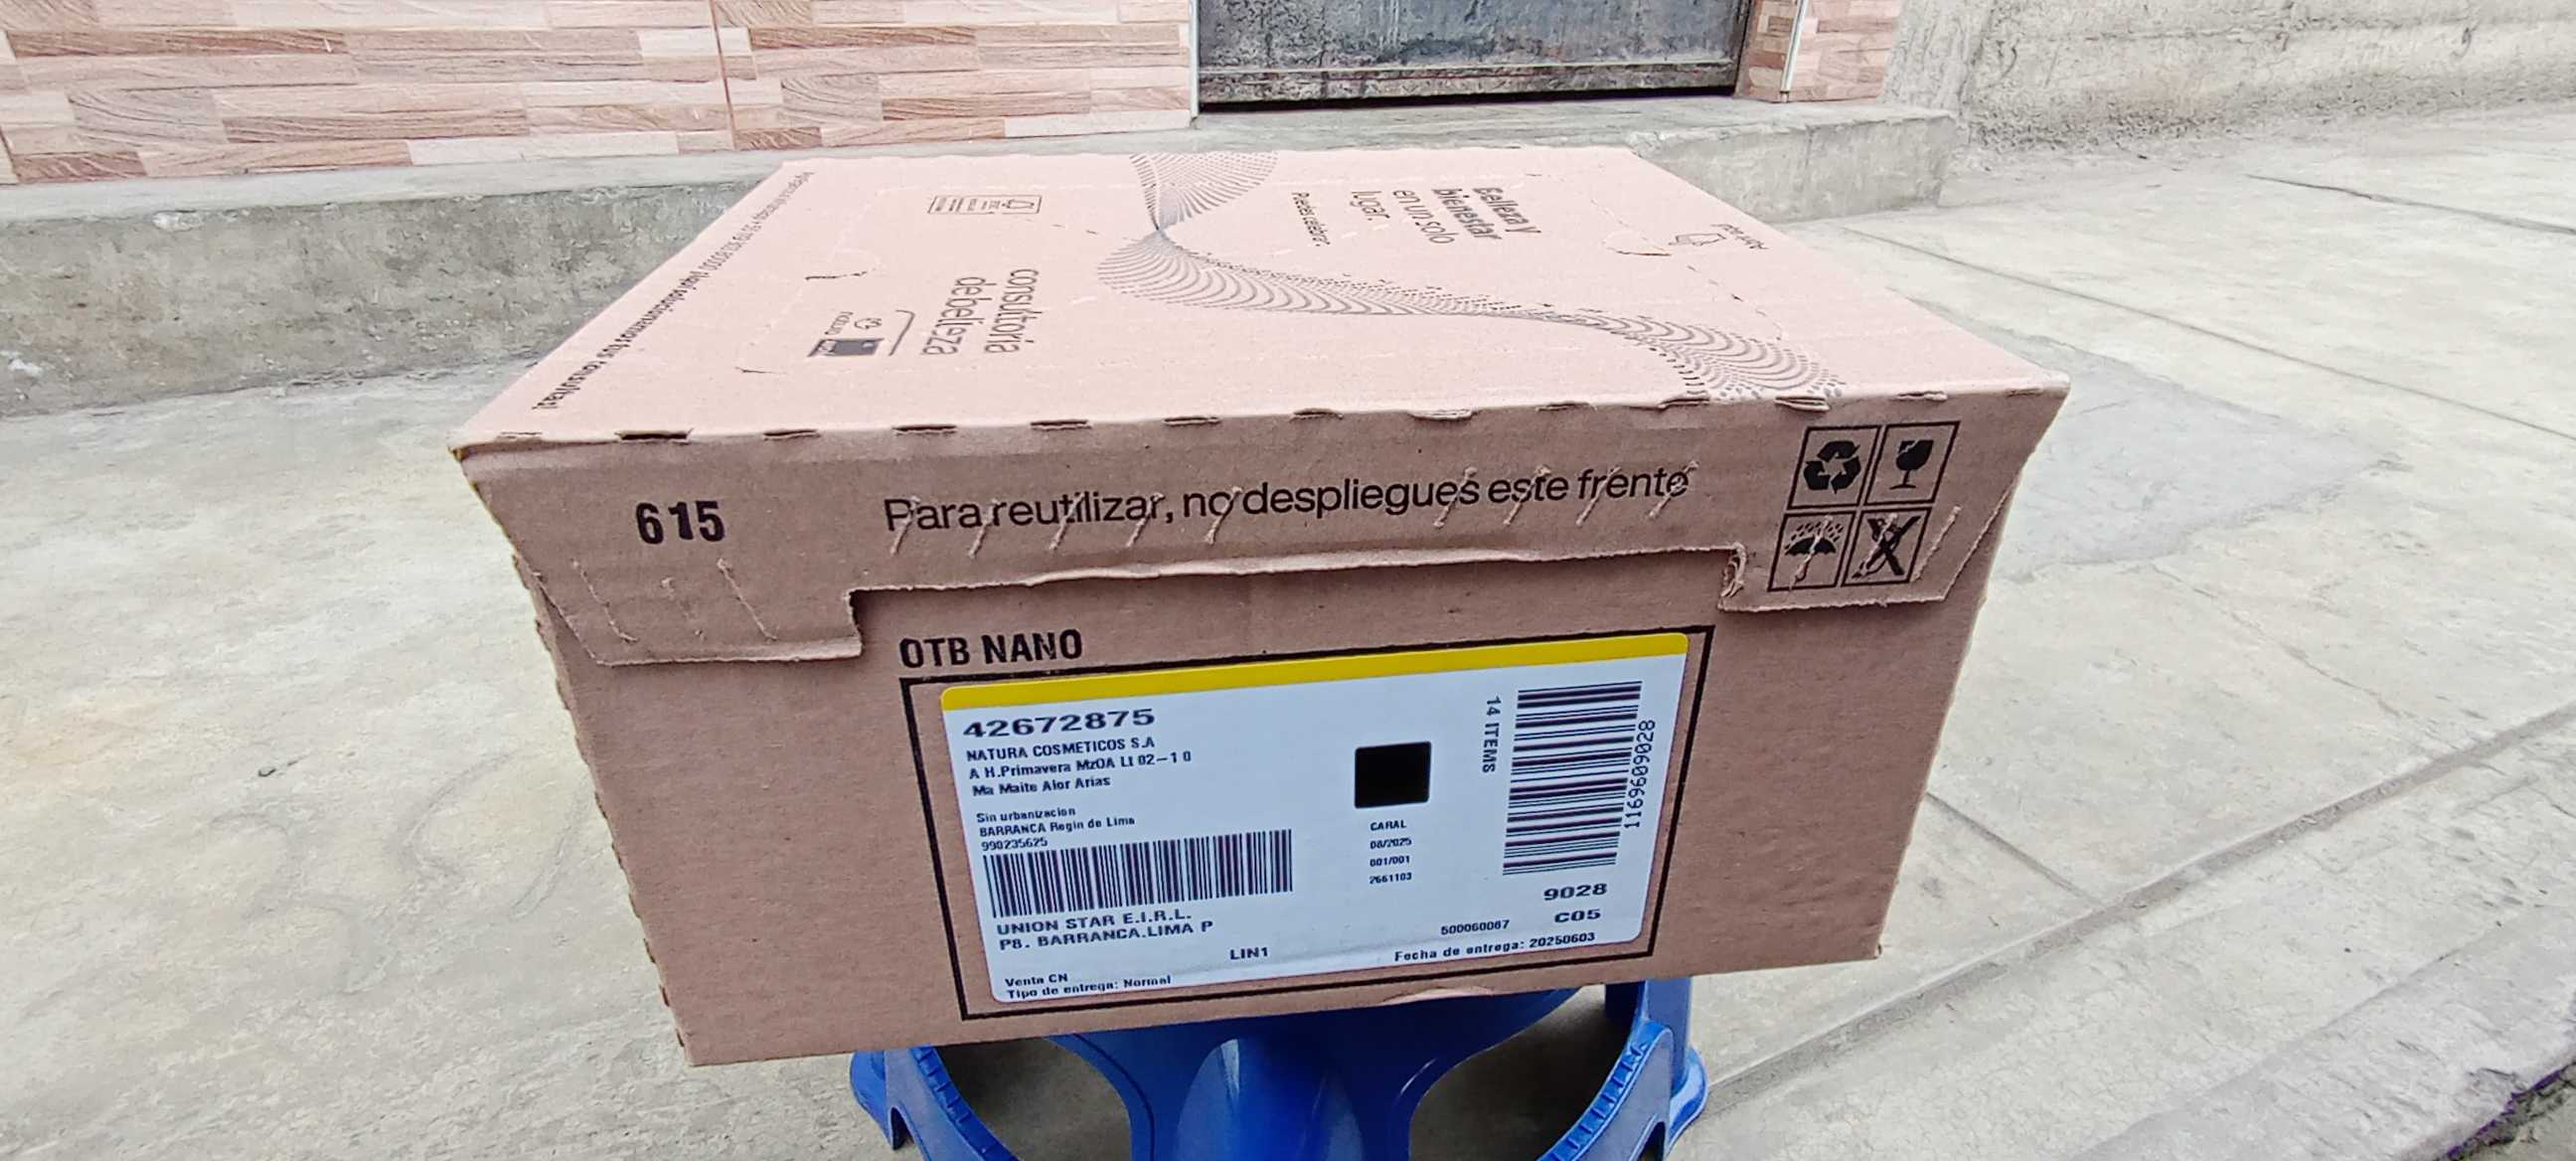 Belleza y
bienestar
en un solo
lugar.
consultoría
de belleza
natura
615
Para reutilizar, no despliegues este frente
OTB NANO
42672875
NATURA COSMETICOS S.A
A H.Primavera MzOA Lt 02-1 0
Ma Maite Alor Arias
Sin urbanizacion
BARRANCA Regin de Lima
990235625
UNION STAR E.I.R.L.
P8. BARRANCA.LIMA P
LIN1
Venta CN
Tipo de entrega: Normal
CARAL
08/2025
001/001
2661103
14 ITEMS
1169609028
9028
C05
500060067
Fecha de entrega: 20250603